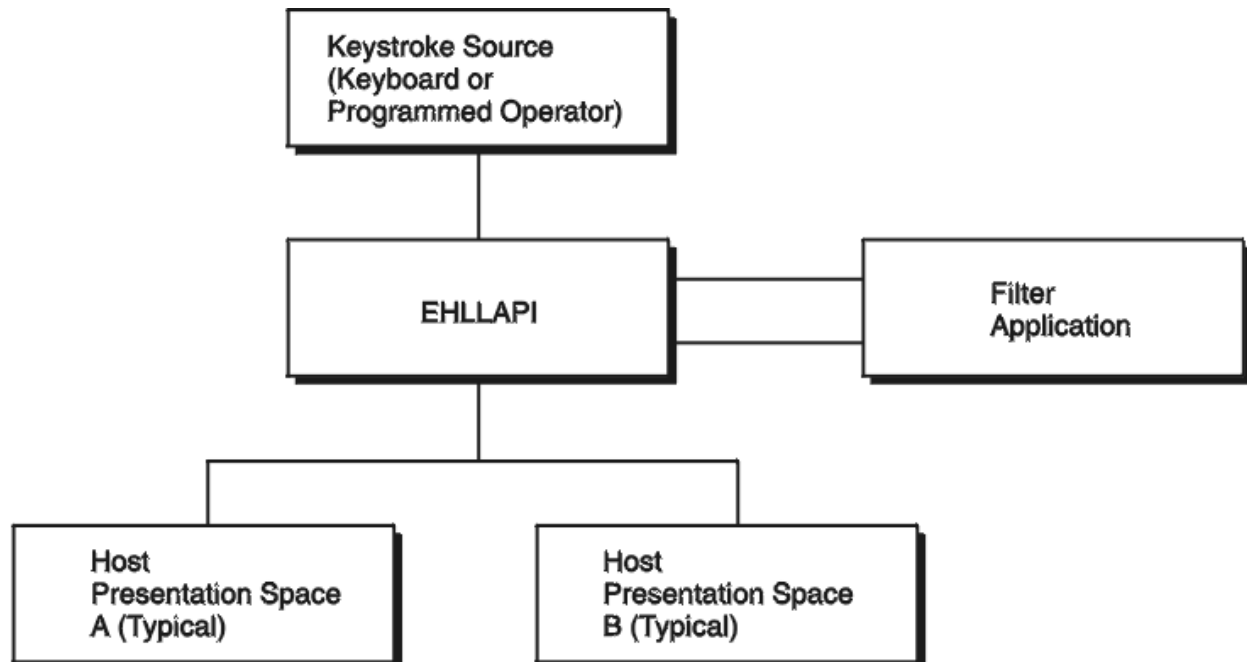 Keystroke Source
(Keyboard or
Programmed Operator)
EHLLAPI
Filter
Application
Host
Presentation Space
A (Typical)
Host
Presentation Space
B (Typical)